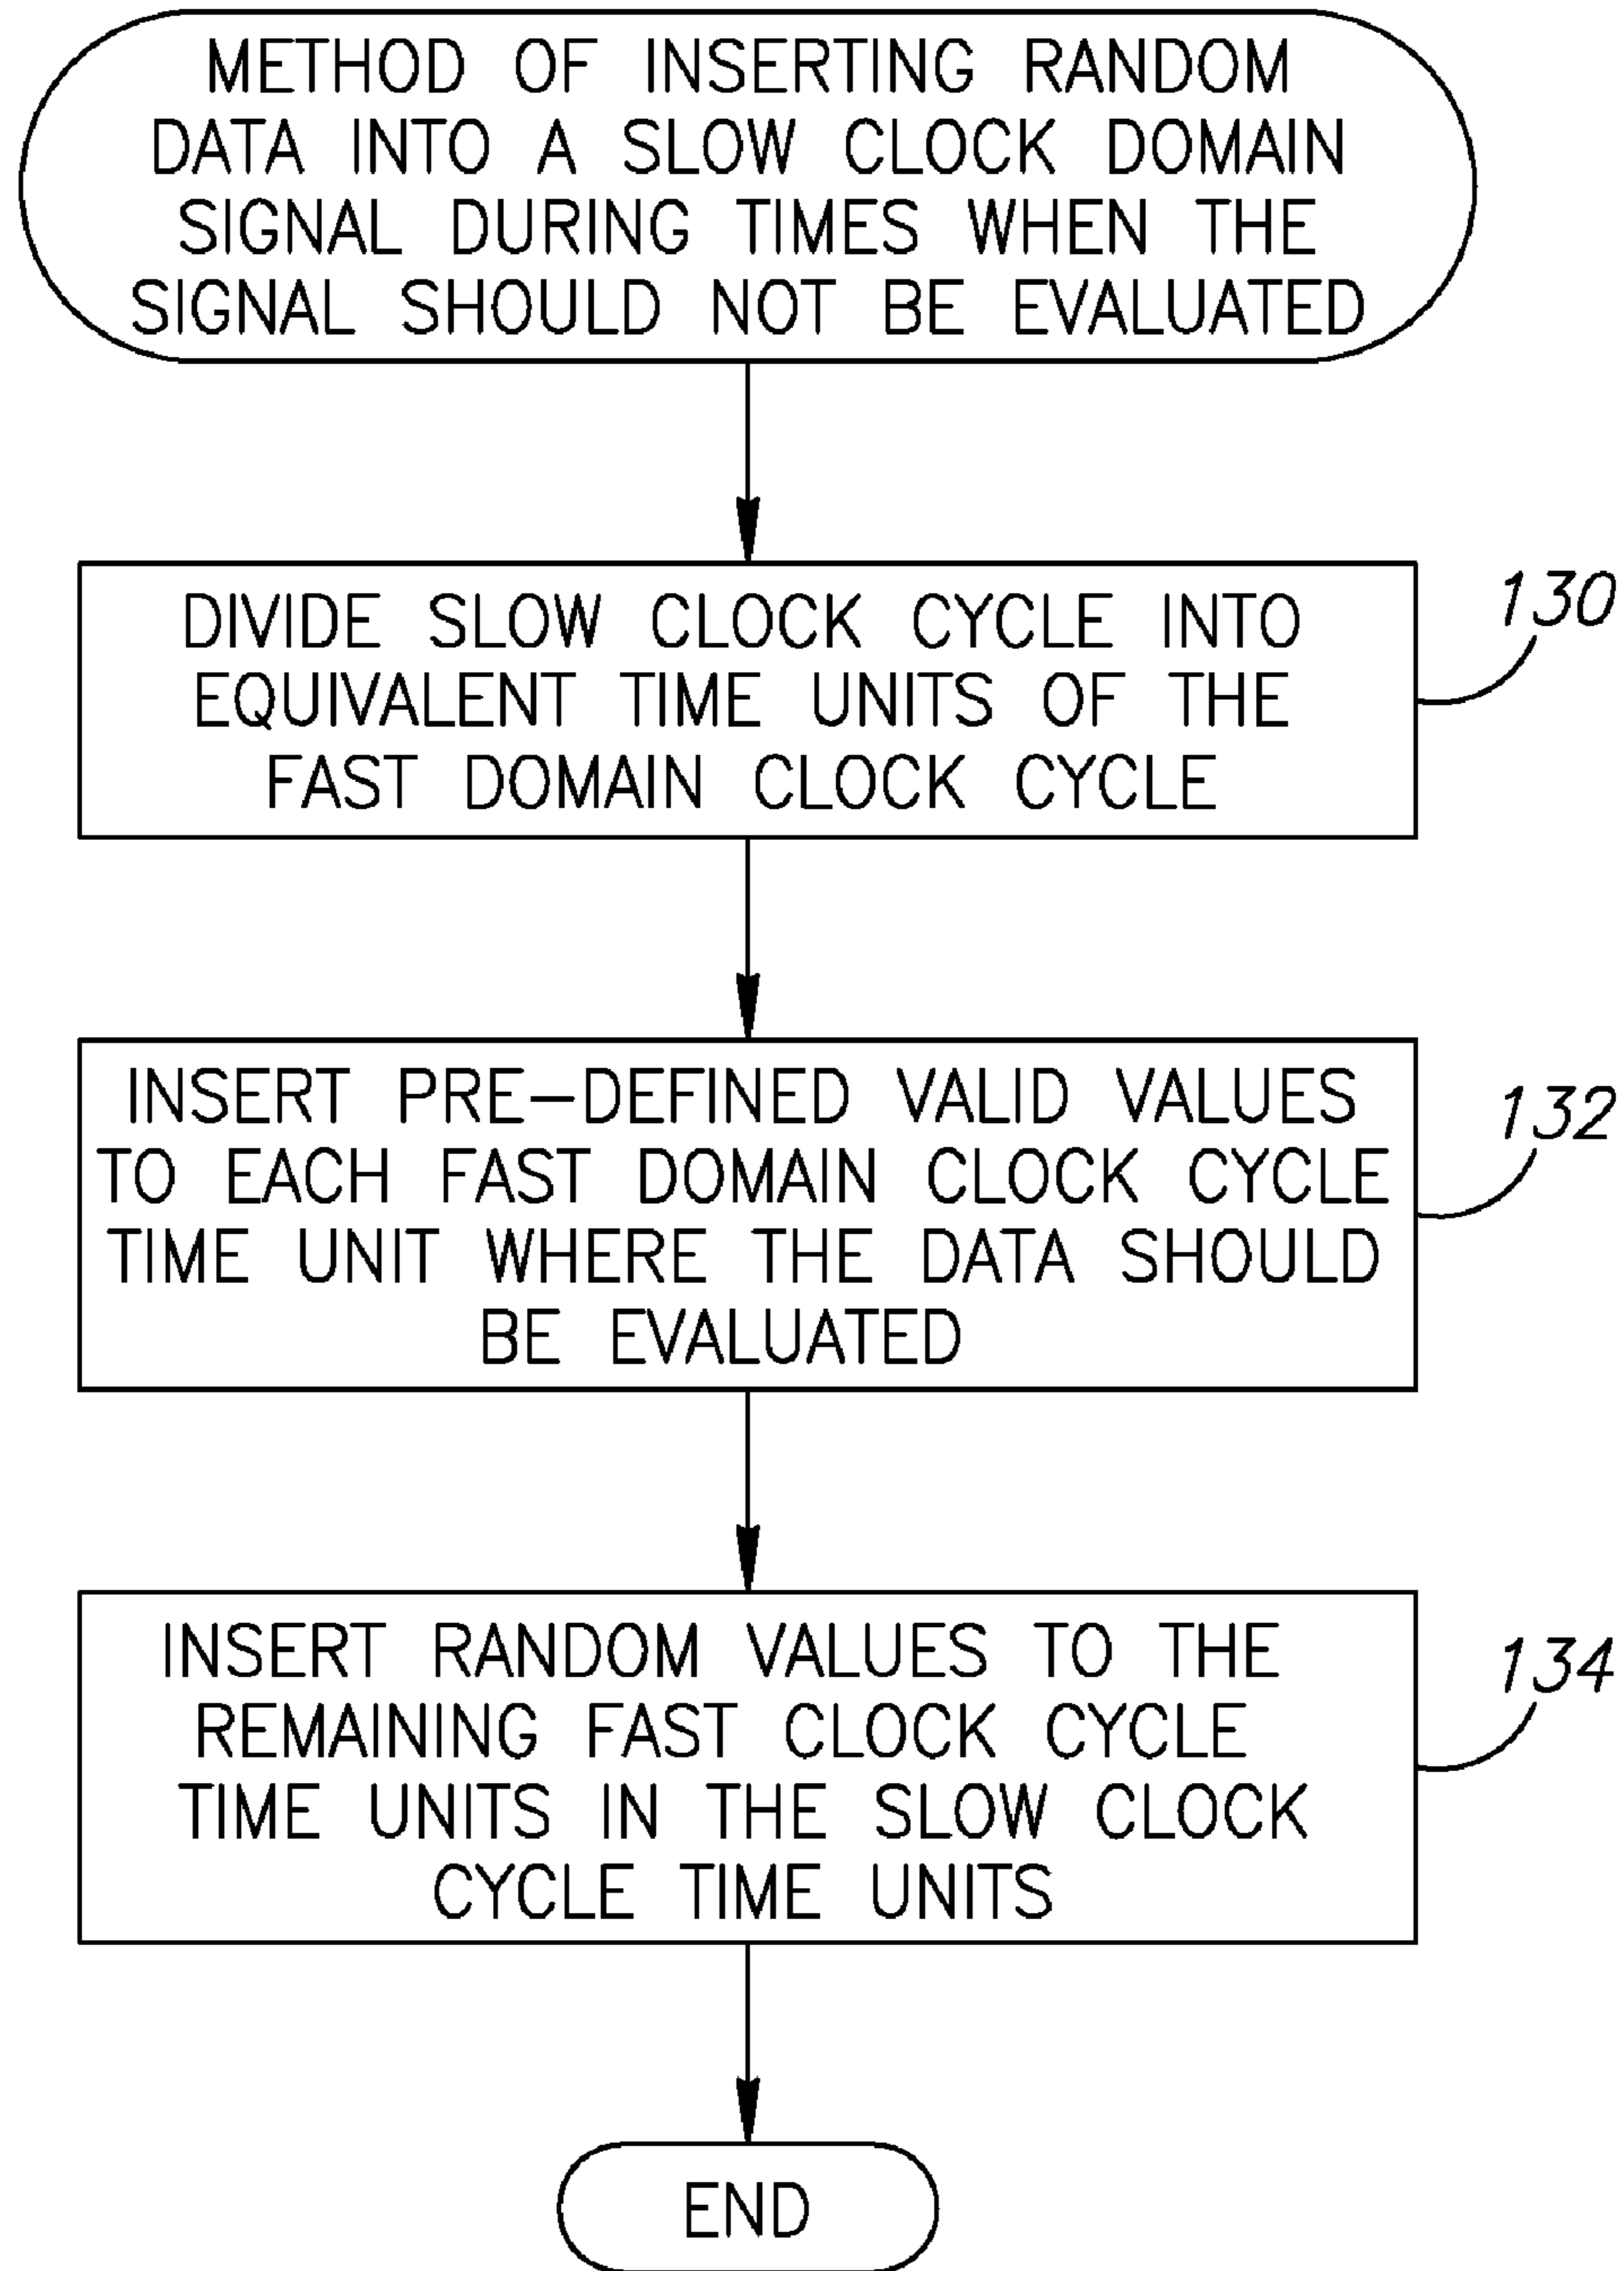 METHOD OF INSERTING RANDOM
DATA INTO A SLOW CLOCK DOMAIN
SIGNAL DURING TIMES WHEN THE
SIGNAL SHOULD NOT BE EVALUATED
DIVIDE SLOW CLOCK CYCLE INTO
EQUIVALENT TIME UNITS OF THE
FAST DOMAIN CLOCK CYCLE
130
INSERT PRE-DEFINED VALID VALUES
TO EACH FAST DOMAIN CLOCK CYCLE
TIME UNIT WHERE THE DATA SHOULD
BE EVALUATED
132
INSERT RANDOM VALUES TO THE
REMAINING FAST CLOCK CYCLE
TIME UNITS IN THE SLOW CLOCK
CYCLE TIME UNITS
134
END